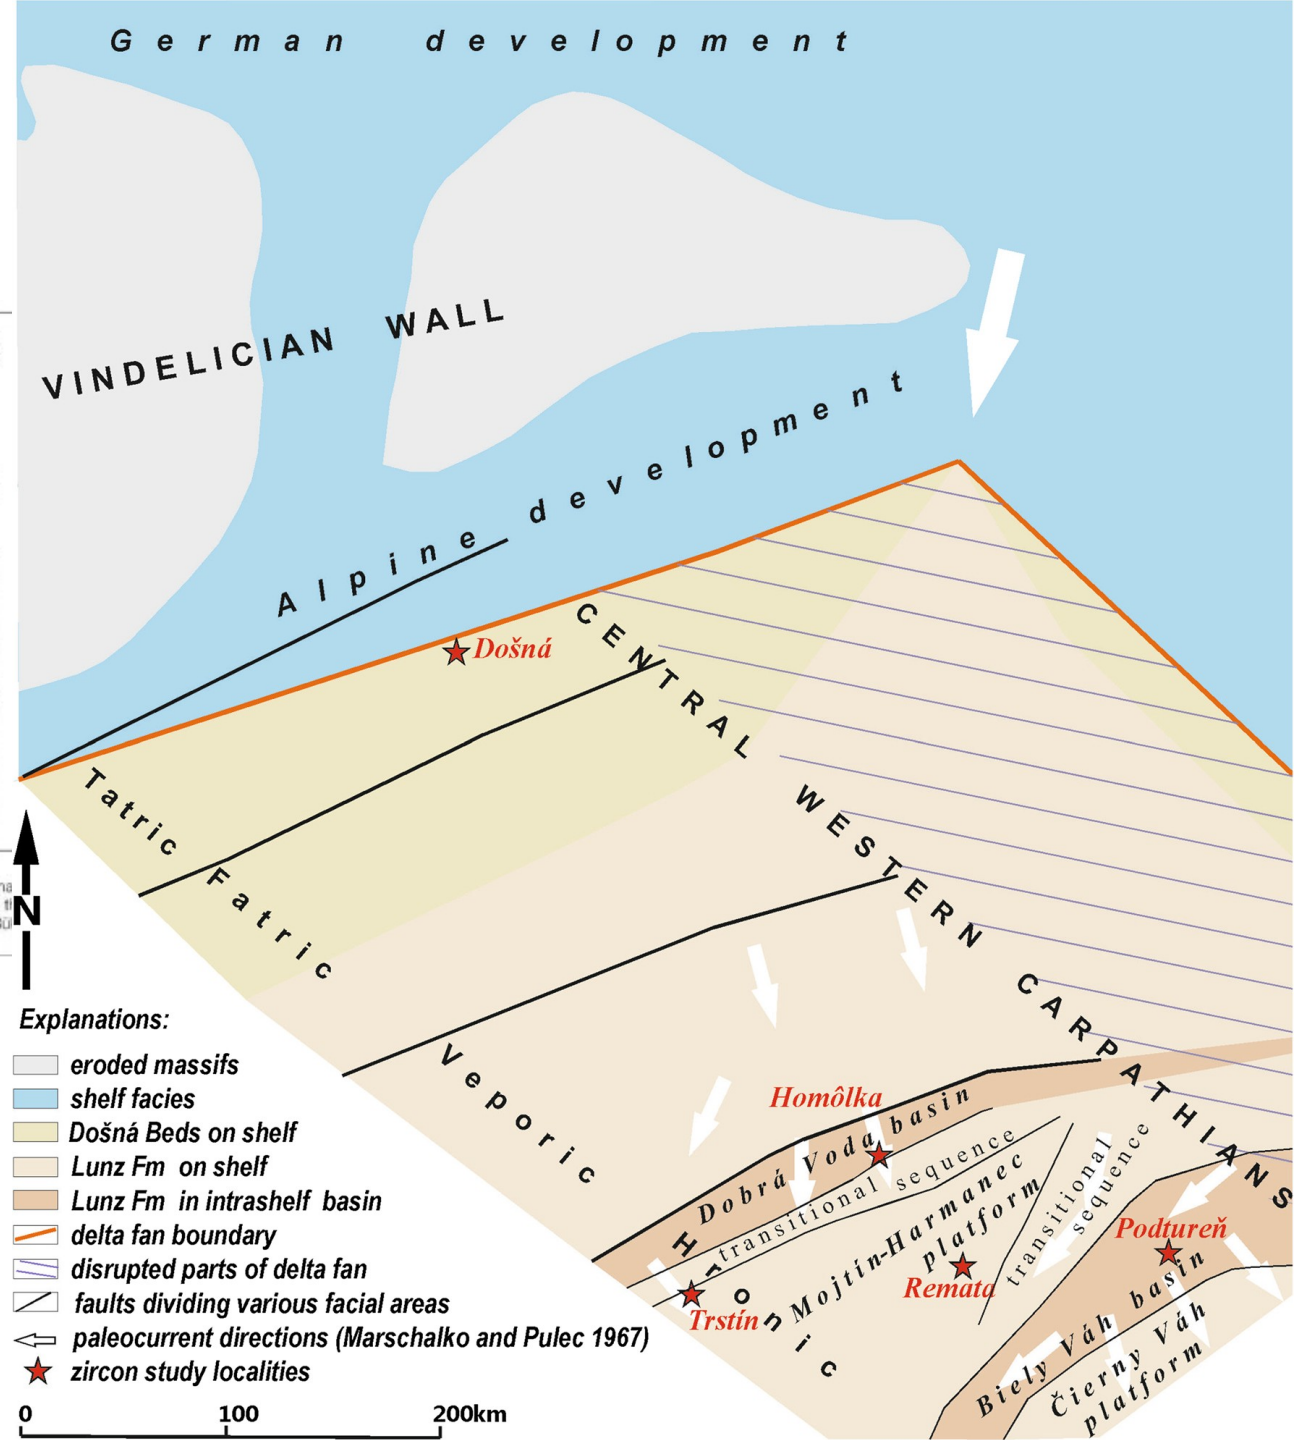 German development
VINDELICIAN WALL
Alpine development
Došná
CENTRAL WESTERN CARPATHIANS
Tatric
Fatric
Veporic
Hronic
Homôlka
Dobrá Voda basin
transitional sequence
Mojtín-Harmanec
platform
transitional
sequence
Podtureň
Remata
Trstín
Biely Váh basin
Čierny Váh
platform
N
Explanations:
eroded massifs
shelf facies
Došná Beds on shelf
Lunz Fm on shelf
Lunz Fm in intrashelf basin
delta fan boundary
disrupted parts of delta fan
faults dividing various facial areas
paleocurrent directions (Marschalko and Pulec 1967)
zircon study localities
0 100 200km